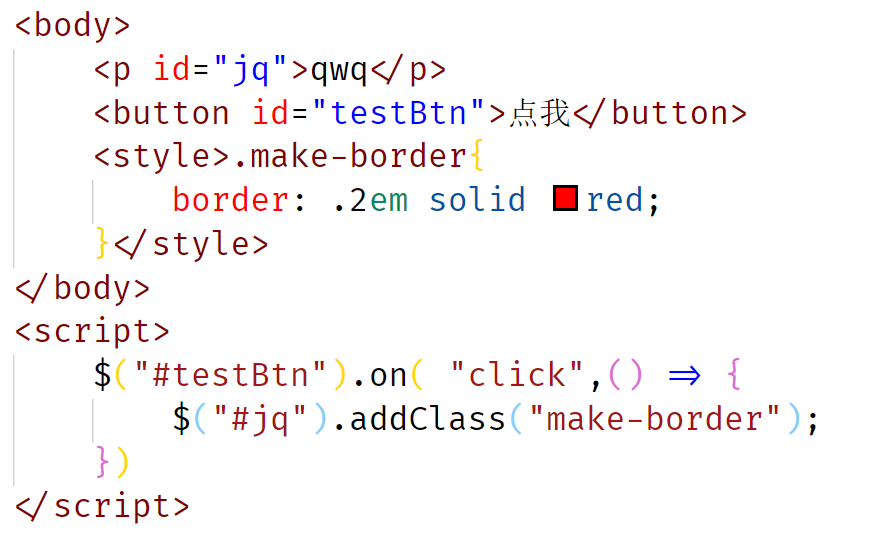 <body>
<p id="jq">qwq</p>
<button id="testBtn">点我</button>
<style>.make-border{
border: .2em solid red;
}</style>
</body>
<script>
$("#testBtn").on( "click",() => {
$("#jq").addClass("make-border");
})
</script>